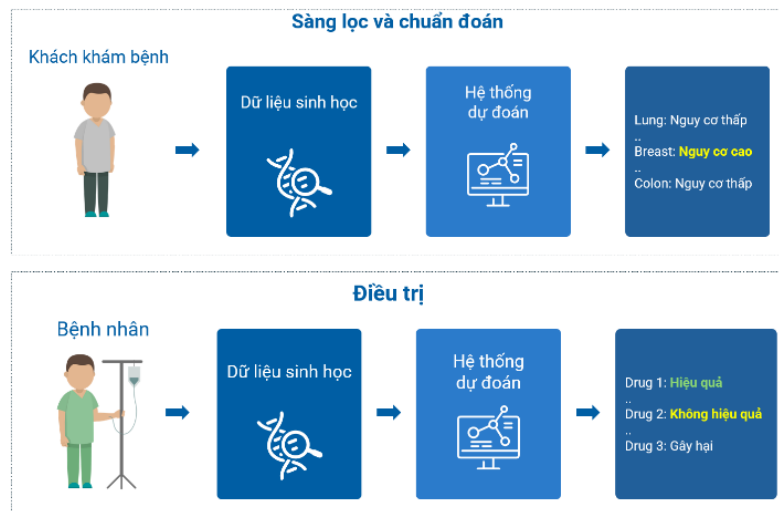 Sàng lọc và chuẩn đoán
Khách khám bệnh
Dữ liệu sinh học
Hệ thống
dự đoán
Lung: Nguy cơ thấp
..
Breast: Nguy cơ cao
..
Colon: Nguy cơ thấp
Điều trị
Bệnh nhân
Dữ liệu sinh học
Hệ thống
dự đoán
Drug 1: Hiệu quả
..
Drug 2: Không hiệu quả
..
Drug 3: Gây hại